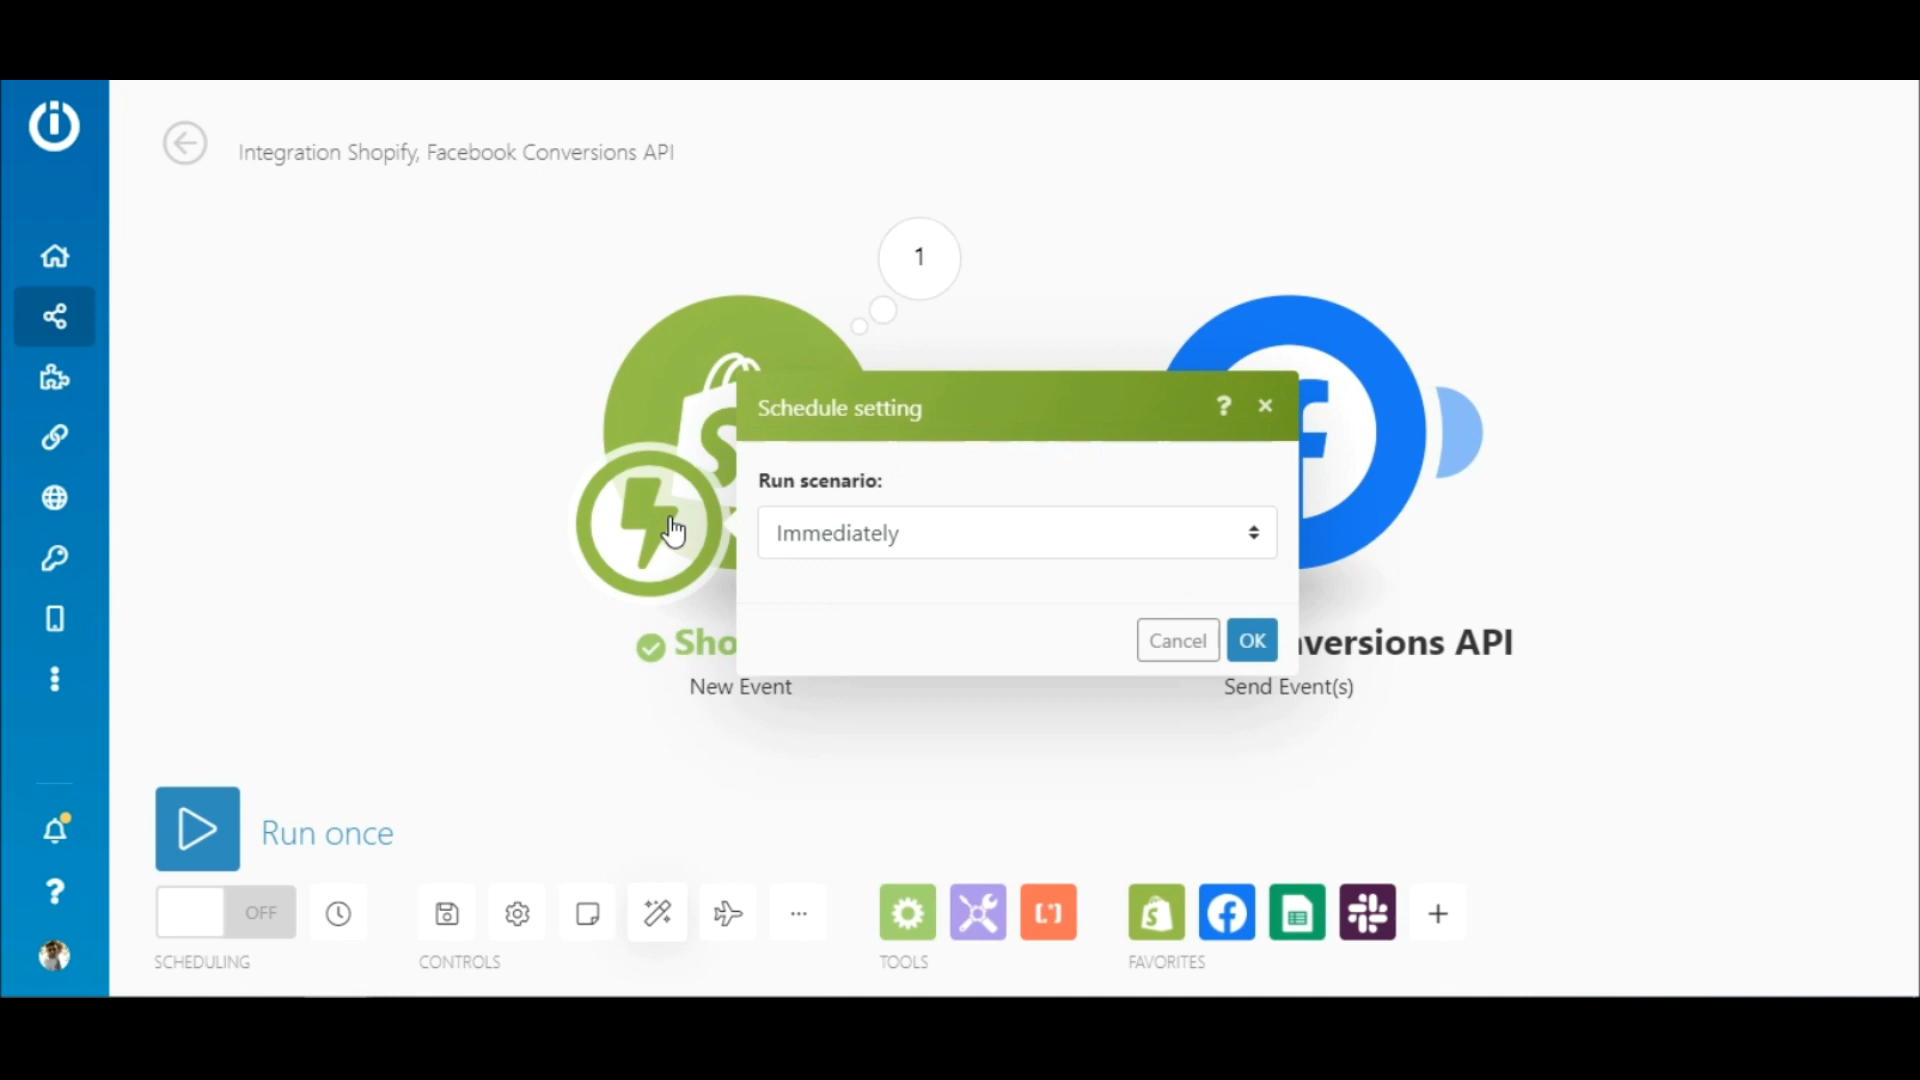 Integration Shopify, Facebook Conversions API
1
Schedule setting
?
Run scenario:
Immediately
Cancel
OK
Sho
New Event
versions API
Send Event(s)
Run once
OFF
SCHEDULING
CONTROLS
TOOLS
FAVORITES